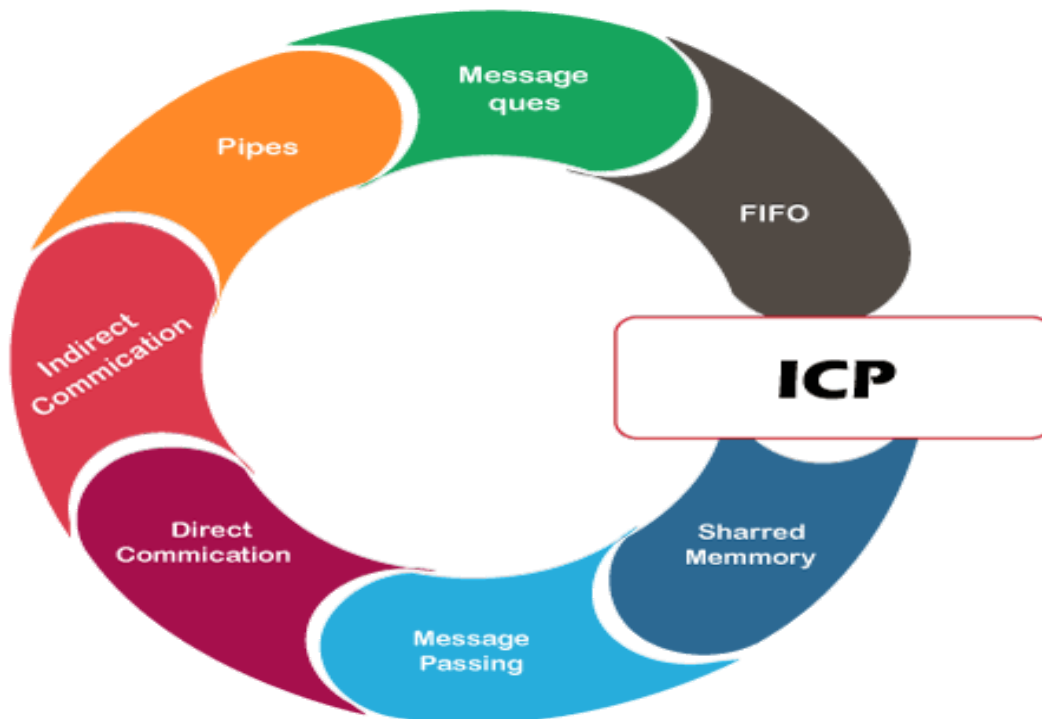 Message
ques
Pipes
FIFO
Indirect
Commication
ICP
Direct
Commication
Sharred
Memmory
Message
Passing